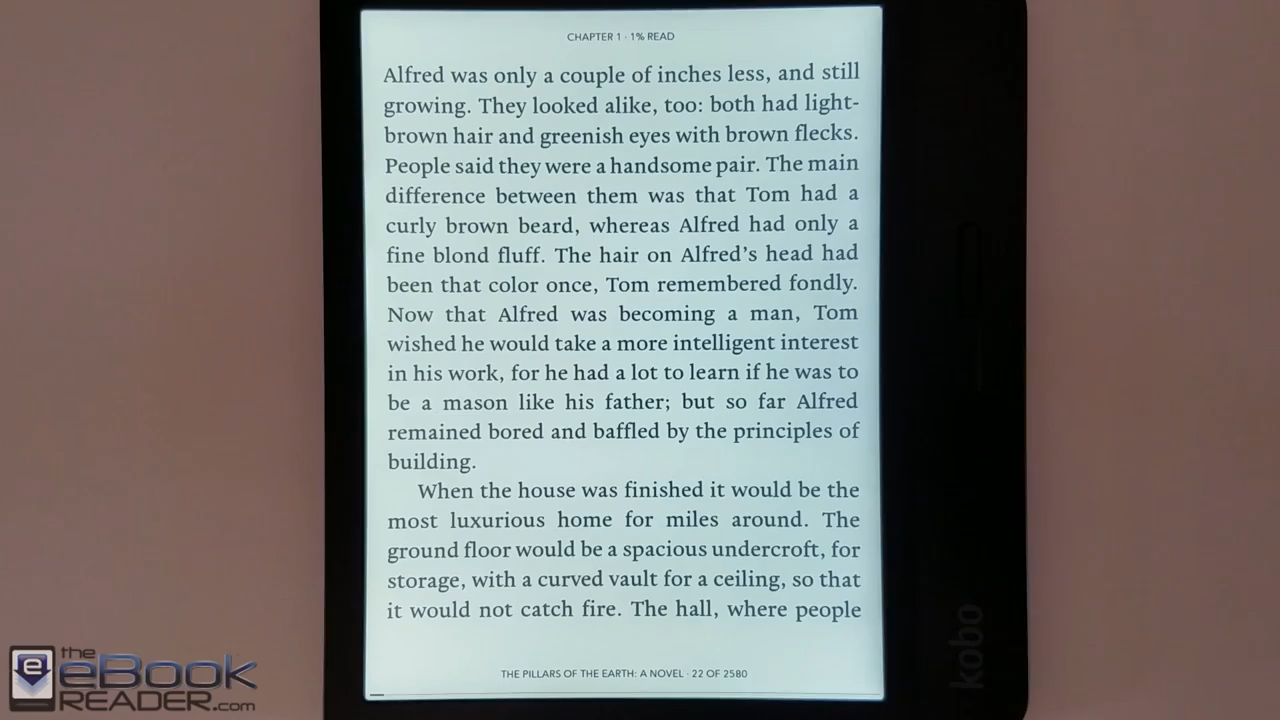 CHAPTER 1 · 1% READ
Alfred was only a couple of inches less, and still
growing. They looked alike, too: both had light-
brown hair and greenish eyes with brown flecks.
People said they were a handsome pair. The main
difference between them was that Tom had a
curly brown beard, whereas Alfred had only a
fine blond fluff. The hair on Alfred’s head had
been that color once, Tom remembered fondly.
Now that Alfred was becoming a man, Tom
wished he would take a more intelligent interest
in his work, for he had a lot to learn if he was to
be a mason like his father; but so far Alfred
remained bored and baffled by the principles of
building.
When the house was finished it would be the
most luxurious home for miles around. The
ground floor would be a spacious undercroft, for
storage, with a curved vault for a ceiling, so that
it would not catch fire. The hall, where people
THE PILLARS OF THE EARTH: A NOVEL · 22 OF 2580
kobo
the
eBook
READER.com